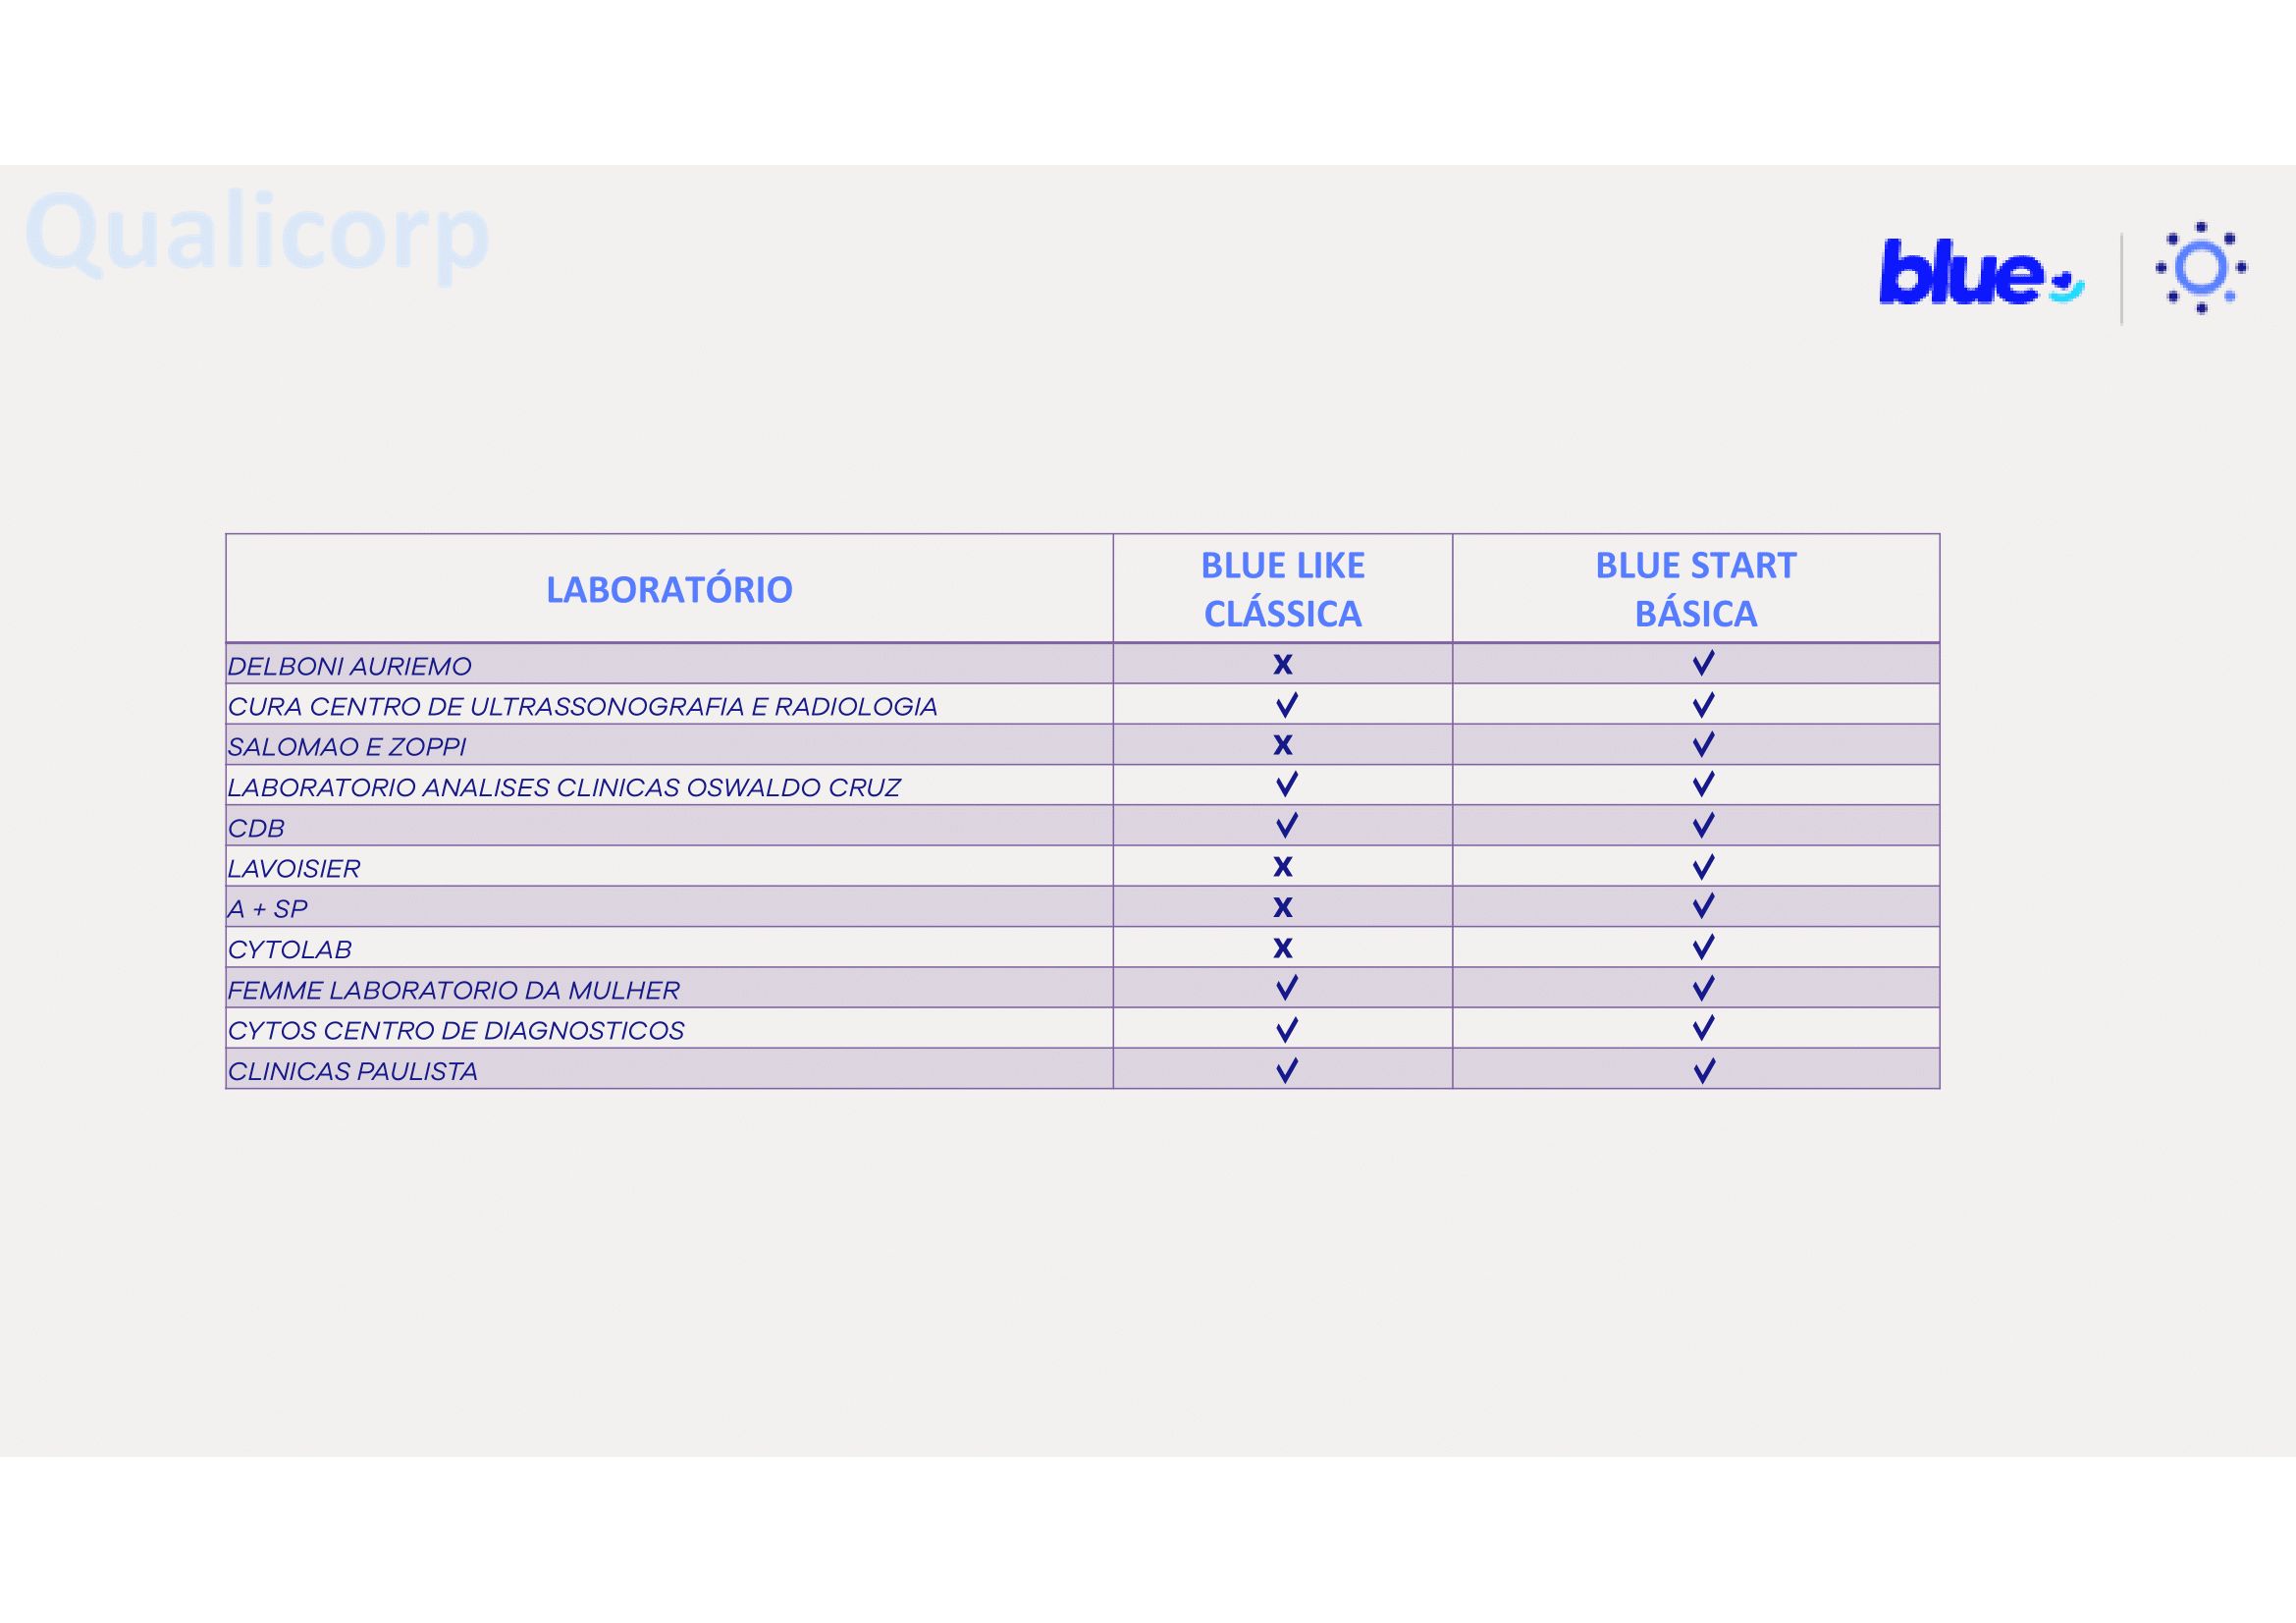 Qualicorp
blue
LABORATÓRIO BLUE LIKE CLÁSSICA BLUE START BÁSICA
DELBONI AURIEMO X ✓
CURA CENTRO DE ULTRASSONOGRAFIA E RADIOLOGIA ✓ ✓
SALOMAO E ZOPPI X ✓
LABORATORIO ANALISES CLINICAS OSWALDO CRUZ ✓ ✓
CDB ✓ ✓
LAVOISIER X ✓
A + SP X ✓
CYTOLAB X ✓
FEMME LABORATORIO DA MULHER ✓ ✓
CYTOS CENTRO DE DIAGNOSTICOS ✓ ✓
CLINICAS PAULISTA ✓ ✓